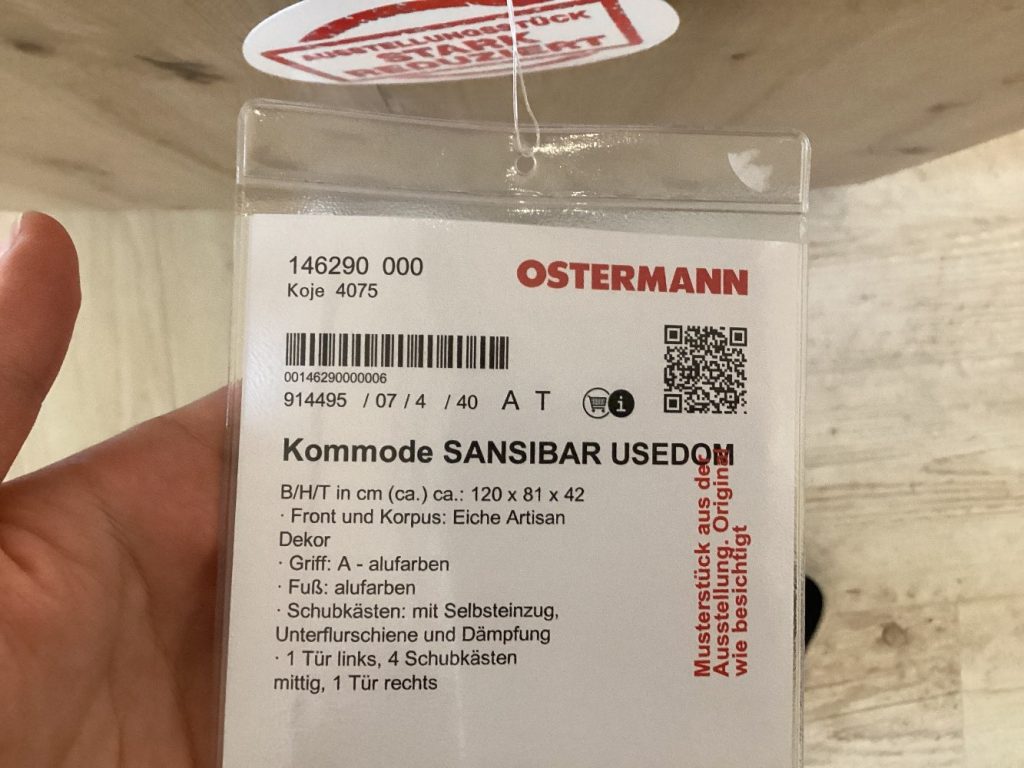 AUSSTELLUNGSSTÜCK
STARK
REDUZIERT
146290 000
Koje 4075
OSTERMANN
00146290000006
914495 / 07 / 4 / 40 A T
i
Kommode SANSIBAR USEDOM
B/H/T in cm (ca.) ca.: 120 x 81 x 42
· Front und Korpus: Eiche Artisan
Dekor
· Griff: A - alufarben
· Fuß: alufarben
· Schubkästen: mit Selbsteinzug,
Unterflurschiene und Dämpfung
· 1 Tür links, 4 Schubkästen
mittig, 1 Tür rechts
Musterstück aus der
Ausstellung. Original
wie besichtigt